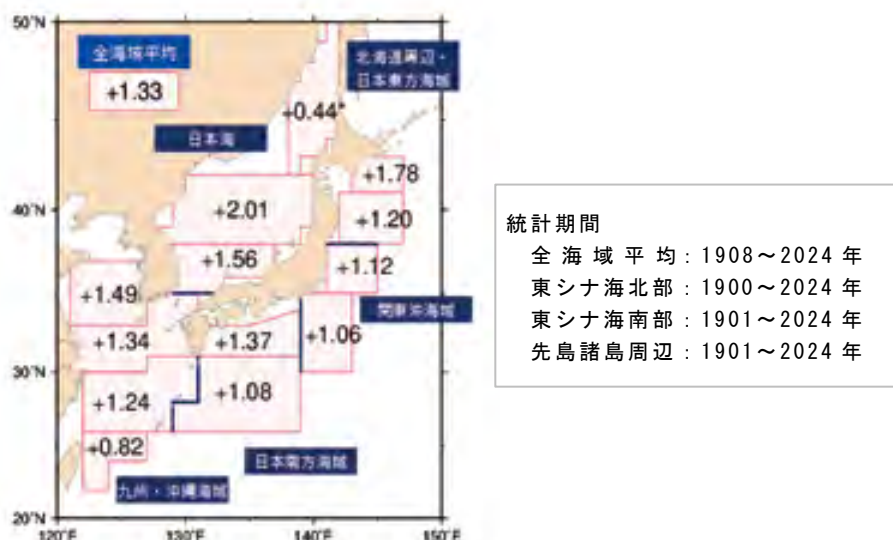 50°N
全海域平均
+1.33
北海道周辺・
日本東方海域
+0.44*
日本海
+1.78
40°N
+2.01
+1.20
+1.56
+1.12
+1.49
関東沖海域
+1.34
+1.37
+1.06
30°N
+1.24
+1.08
+0.82
日本南方海域
九州・沖縄海域
20°N
120°E
130°E
140°E
150°E
統計期間
全海域平均：1908～2024年
東シナ海北部：1900～2024年
東シナ海南部：1901～2024年
先島諸島周辺：1901～2024年